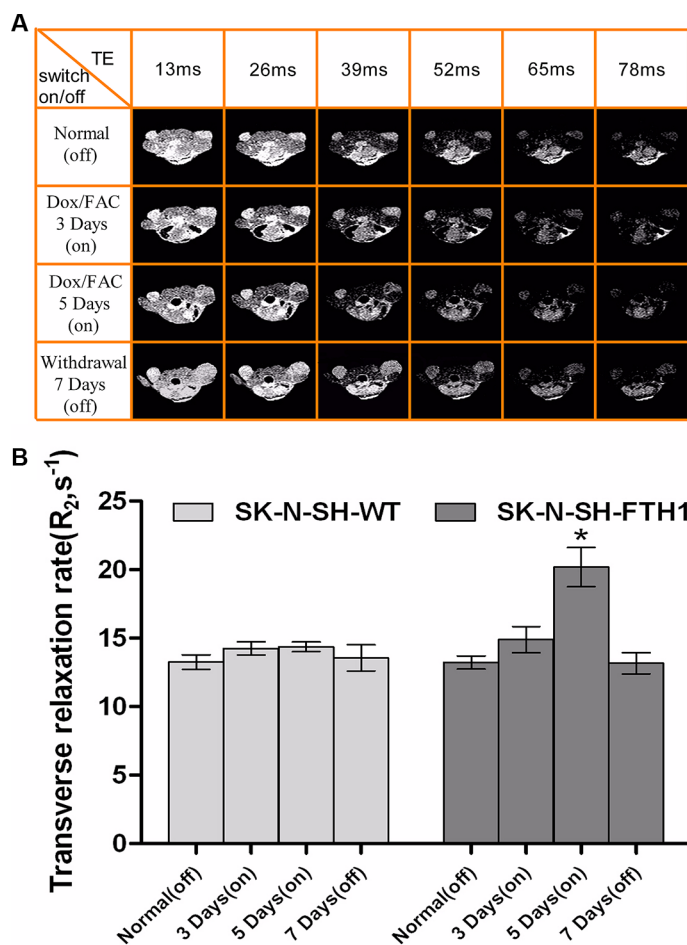 A
TE
switch
on/off
13ms 26ms 39ms 52ms 65ms 78ms
Normal
(off)
Dox/FAC
3 Days
(on)
Dox/FAC
5 Days
(on)
Withdrawal
7 Days
(off)
B
Transverse relaxation rate(R2,s-1)
25
20
15
10
5
0
SK-N-SH-WT SK-N-SH-FTH1
*
Normal(off) 3 Days(on) 5 Days(on) 7 Days(off) Normal(off) 3 Days(on) 5 Days(on) 7 Days(off)